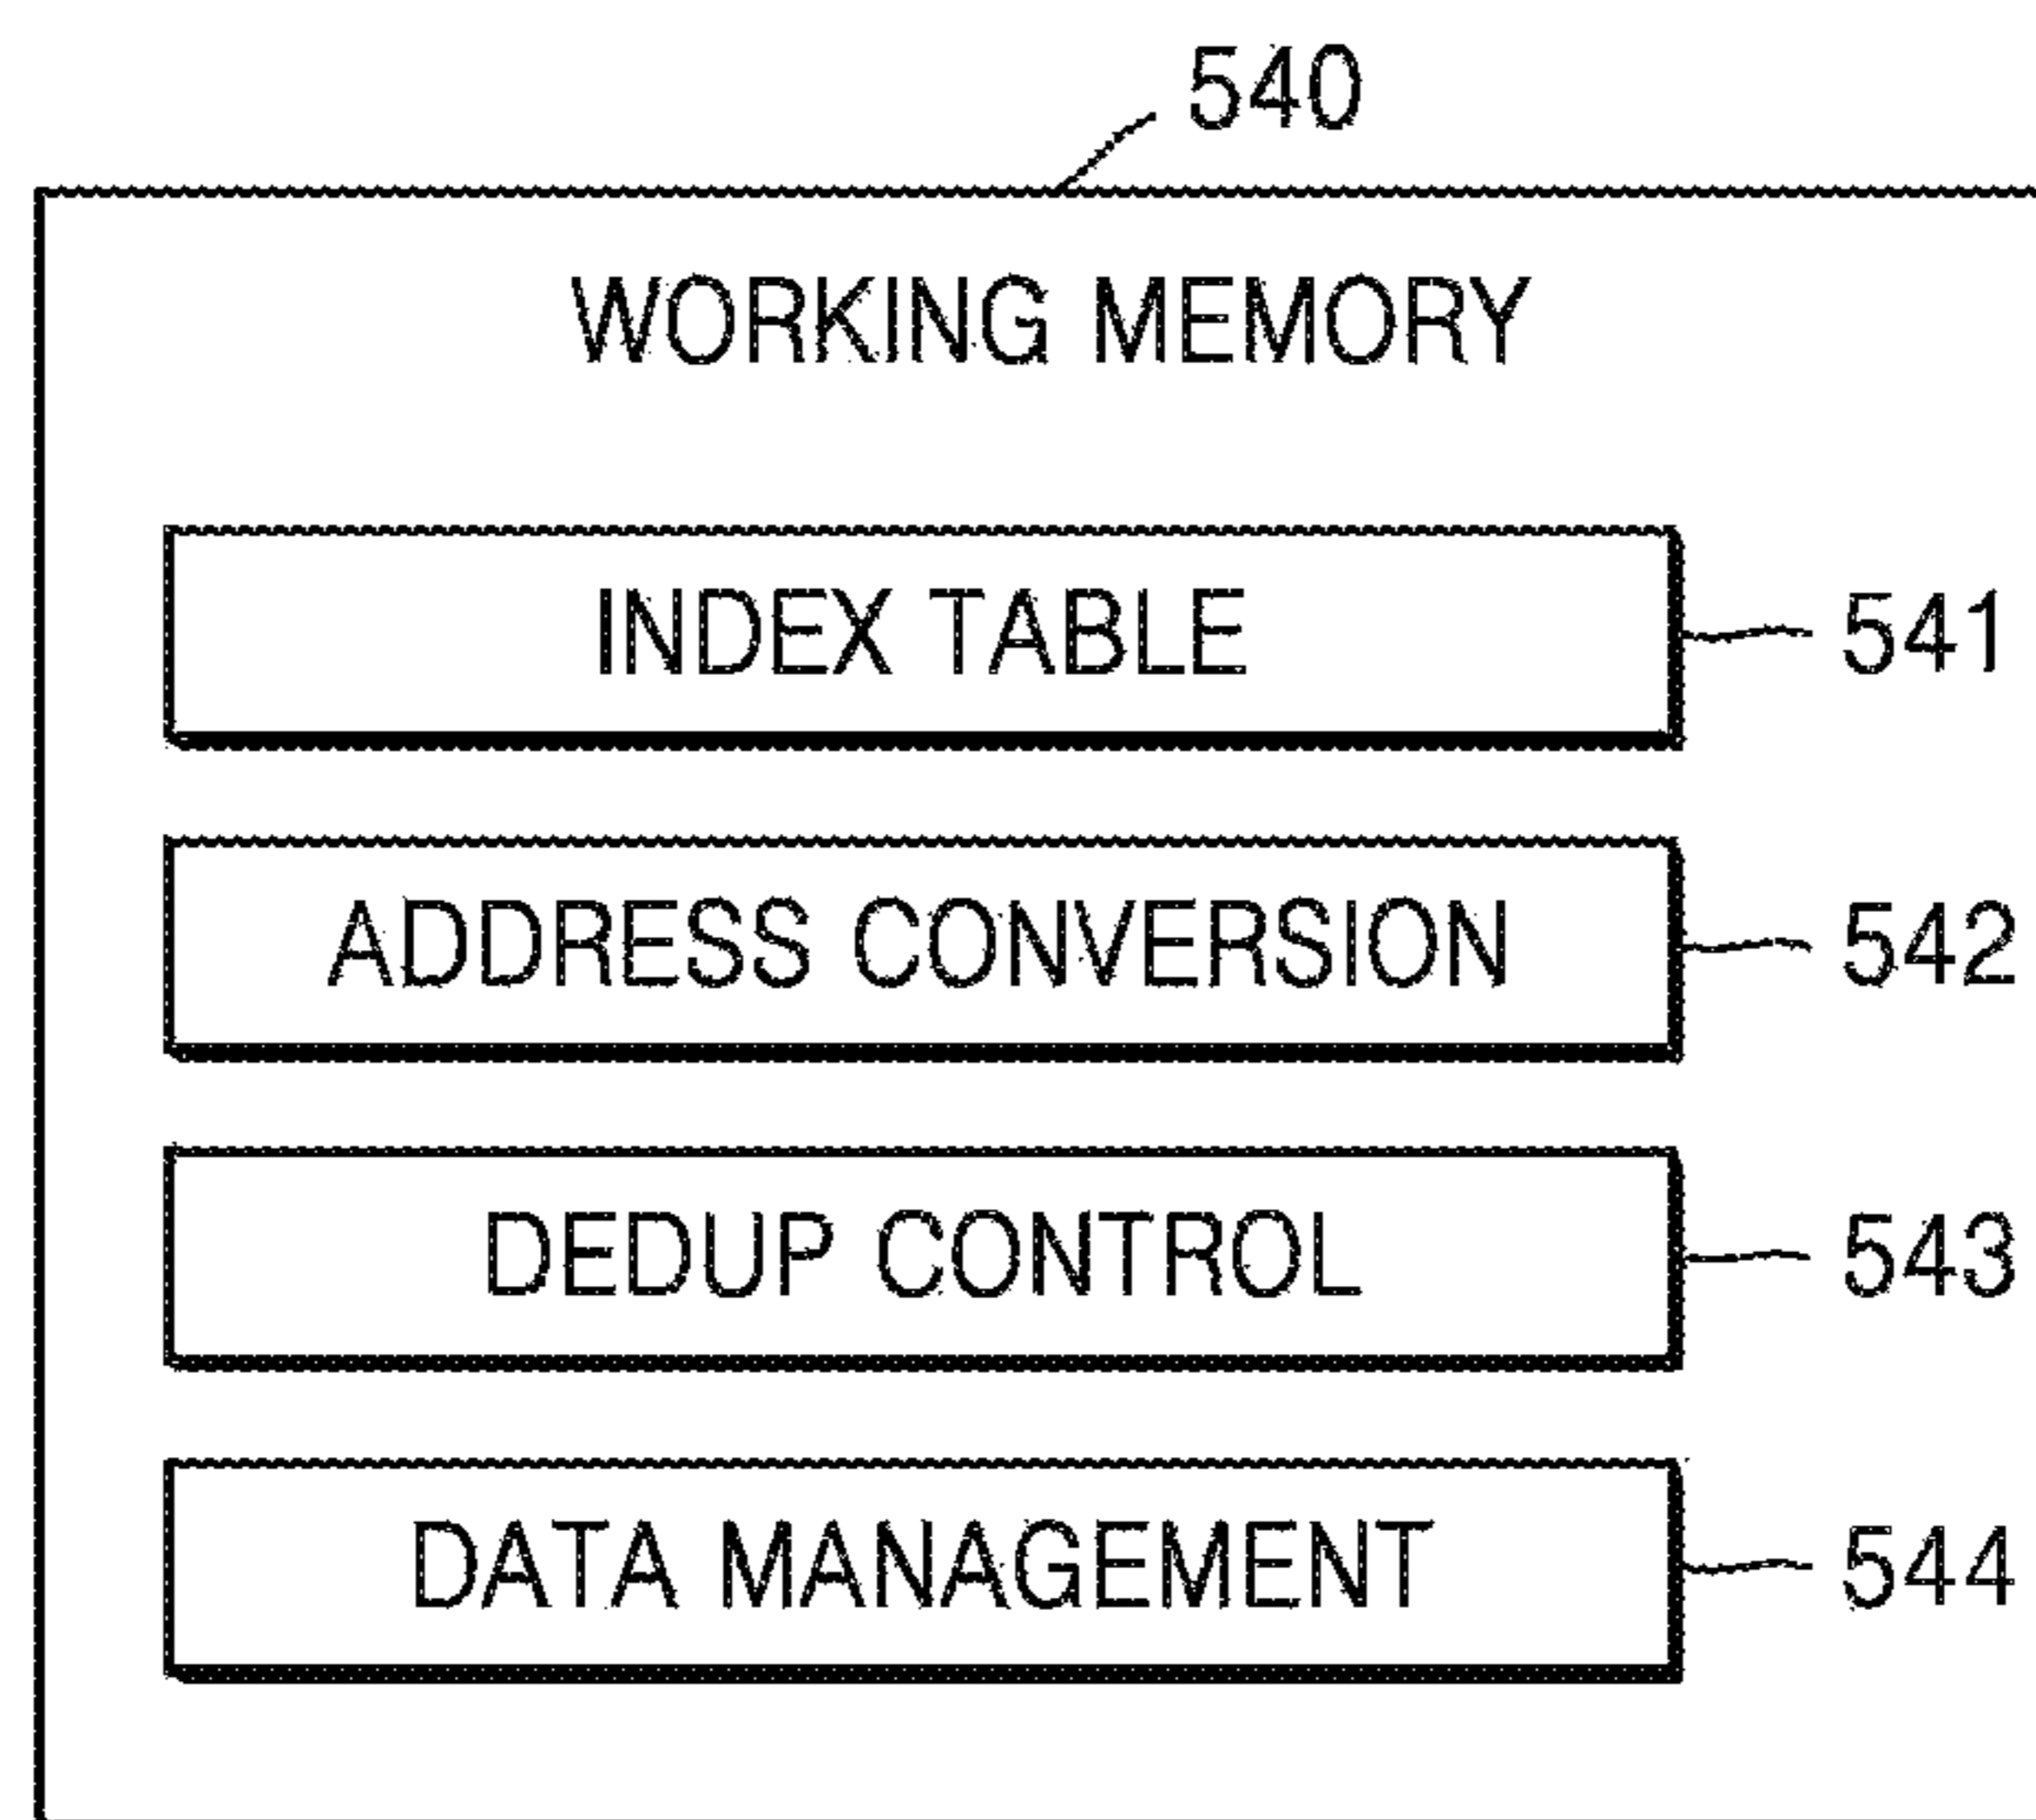 540
WORKING MEMORY
INDEX TABLE 541
ADDRESS CONVERSION 542
DEDUP CONTROL 543
DATA MANAGEMENT 544